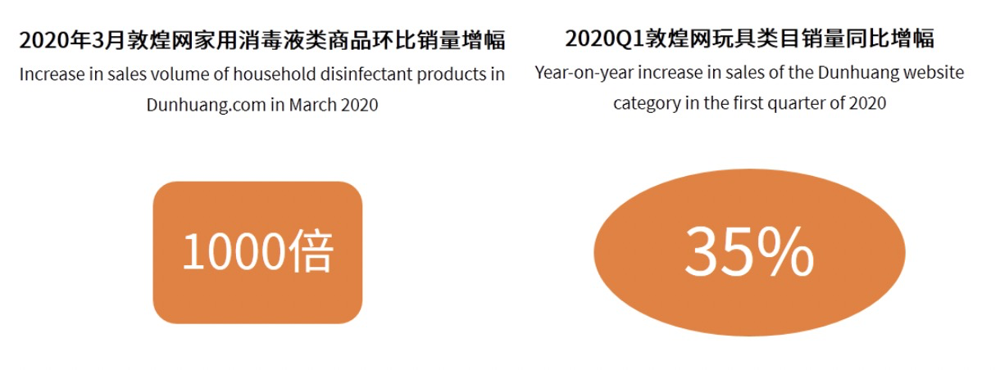 2020年3月敦煌网家用消毒液类商品环比销量增幅
Increase in sales volume of household disinfectant products in
Dunhuang.com in March 2020
1000倍
2020Q1敦煌网玩具类目销量同比增幅
Year-on-year increase in sales of the Dunhuang website
category in the first quarter of 2020
35%